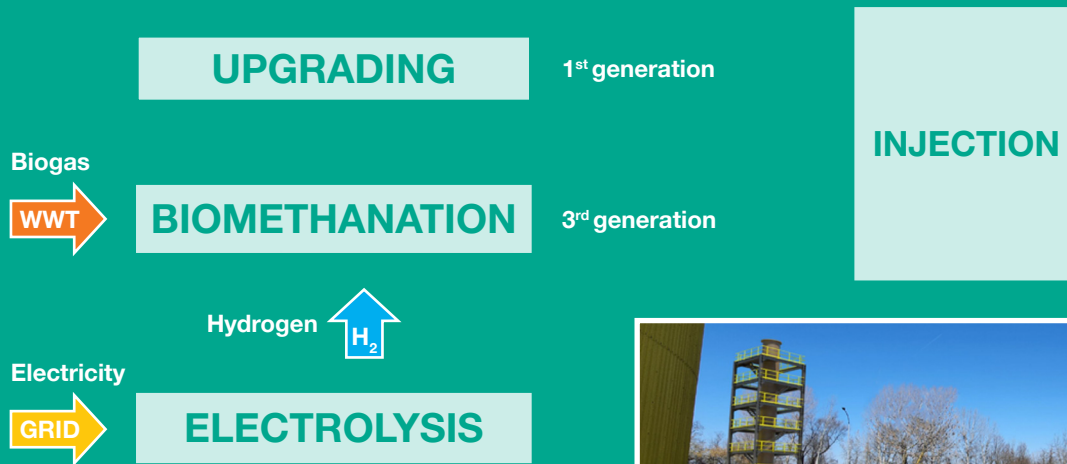 UPGRADING
1st generation
INJECTION
Biogas
WWT
BIOMETHANATION
3rd generation
Hydrogen
H2
Electricity
GRID
ELECTROLYSIS